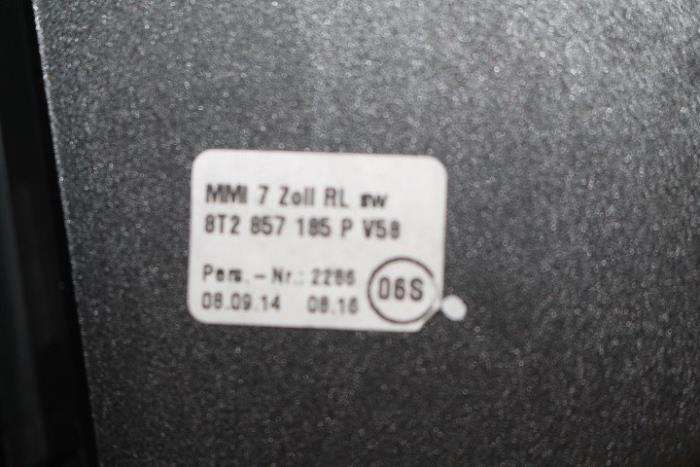 MMI 7 Zoll RL sw
8T2 857 185 P V58
Pers.-Nr.: 2286
08.09.14 08.16
06S